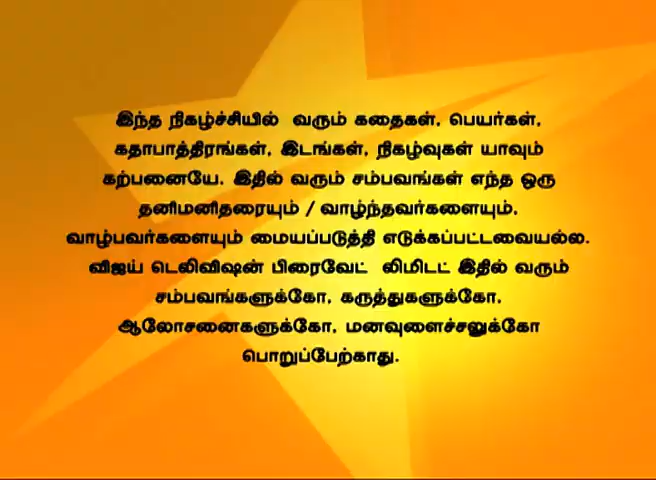 இந்த நிகழ்ச்சியில் வரும் கதைகள், பெயர்கள்,
கதாபாத்திரங்கள், இடங்கள், நிகழ்வுகள் யாவும்
கற்பனையே. இதில் வரும் சம்பவங்கள் எந்த ஒரு
தனிமனிதரையும் / வாழ்ந்தவர்களையும்,
வாழ்பவர்களையும் மையப்படுத்தி எடுக்கப்பட்டவையல்ல.
விஜய் டெலிவிஷன் பிரைவேட் லிமிடட் இதில் வரும்
சம்பவங்களுக்கோ, கருத்துகளுக்கோ,
ஆலோசனைகளுக்கோ, மனவுளைச்சலுக்கோ
பொறுப்பேற்காது.